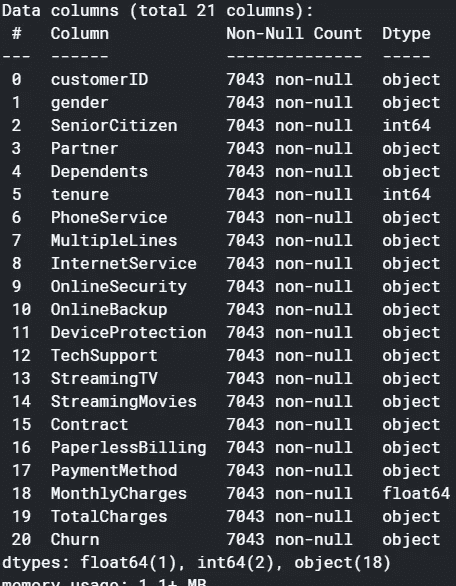 Data columns (total 21 columns):
 #   Column            Non-Null Count  Dtype
---  ------            --------------  -----
 0   customerID        7043 non-null   object
 1   gender            7043 non-null   object
 2   SeniorCitizen     7043 non-null   int64
 3   Partner           7043 non-null   object
 4   Dependents        7043 non-null   object
 5   tenure            7043 non-null   int64
 6   PhoneService      7043 non-null   object
 7   MultipleLines     7043 non-null   object
 8   InternetService   7043 non-null   object
 9   OnlineSecurity    7043 non-null   object
 10  OnlineBackup      7043 non-null   object
 11  DeviceProtection  7043 non-null   object
 12  TechSupport       7043 non-null   object
 13  StreamingTV       7043 non-null   object
 14  StreamingMovies   7043 non-null   object
 15  Contract          7043 non-null   object
 16  PaperlessBilling  7043 non-null   object
 17  PaymentMethod     7043 non-null   object
 18  MonthlyCharges    7043 non-null   float64
 19  TotalCharges      7043 non-null   object
 20  Churn             7043 non-null   object
dtypes: float64(1), int64(2), object(18)
memory usage: 1.1+ MB